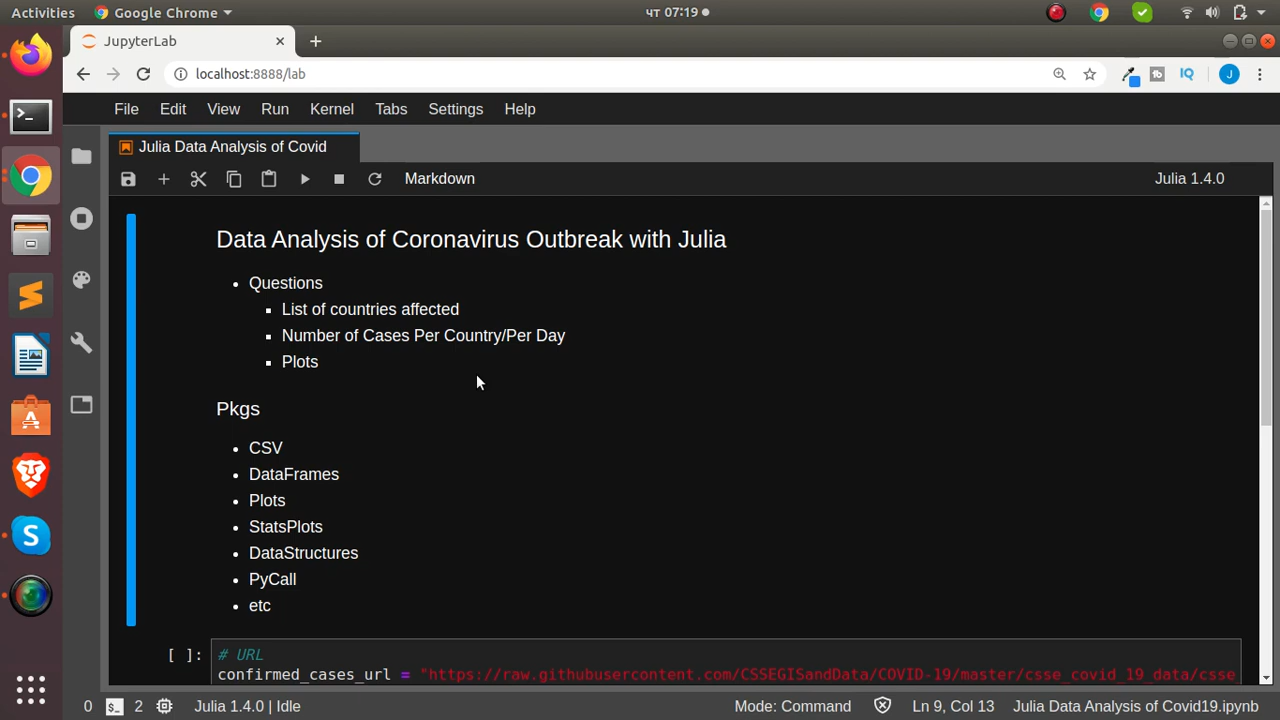 Activities
Google Chrome
чт 07:19
JupyterLab
localhost:8888/lab
IQ
J
File Edit View Run Kernel Tabs Settings Help
Julia Data Analysis of Covid
Markdown
Julia 1.4.0
Data Analysis of Coronavirus Outbreak with Julia
Questions
List of countries affected
Number of Cases Per Country/Per Day
Plots
Pkgs
CSV
DataFrames
Plots
StatsPlots
DataStructures
PyCall
etc
[ ]: # URL
confirmed_cases_url = "https://raw.githubusercontent.com/CSSEGISandData/COVID-19/master/csse_covid_19_data/csse
0 2 Julia 1.4.0 | Idle Mode: Command Ln 9, Col 13 Julia Data Analysis of Covid19.ipynb